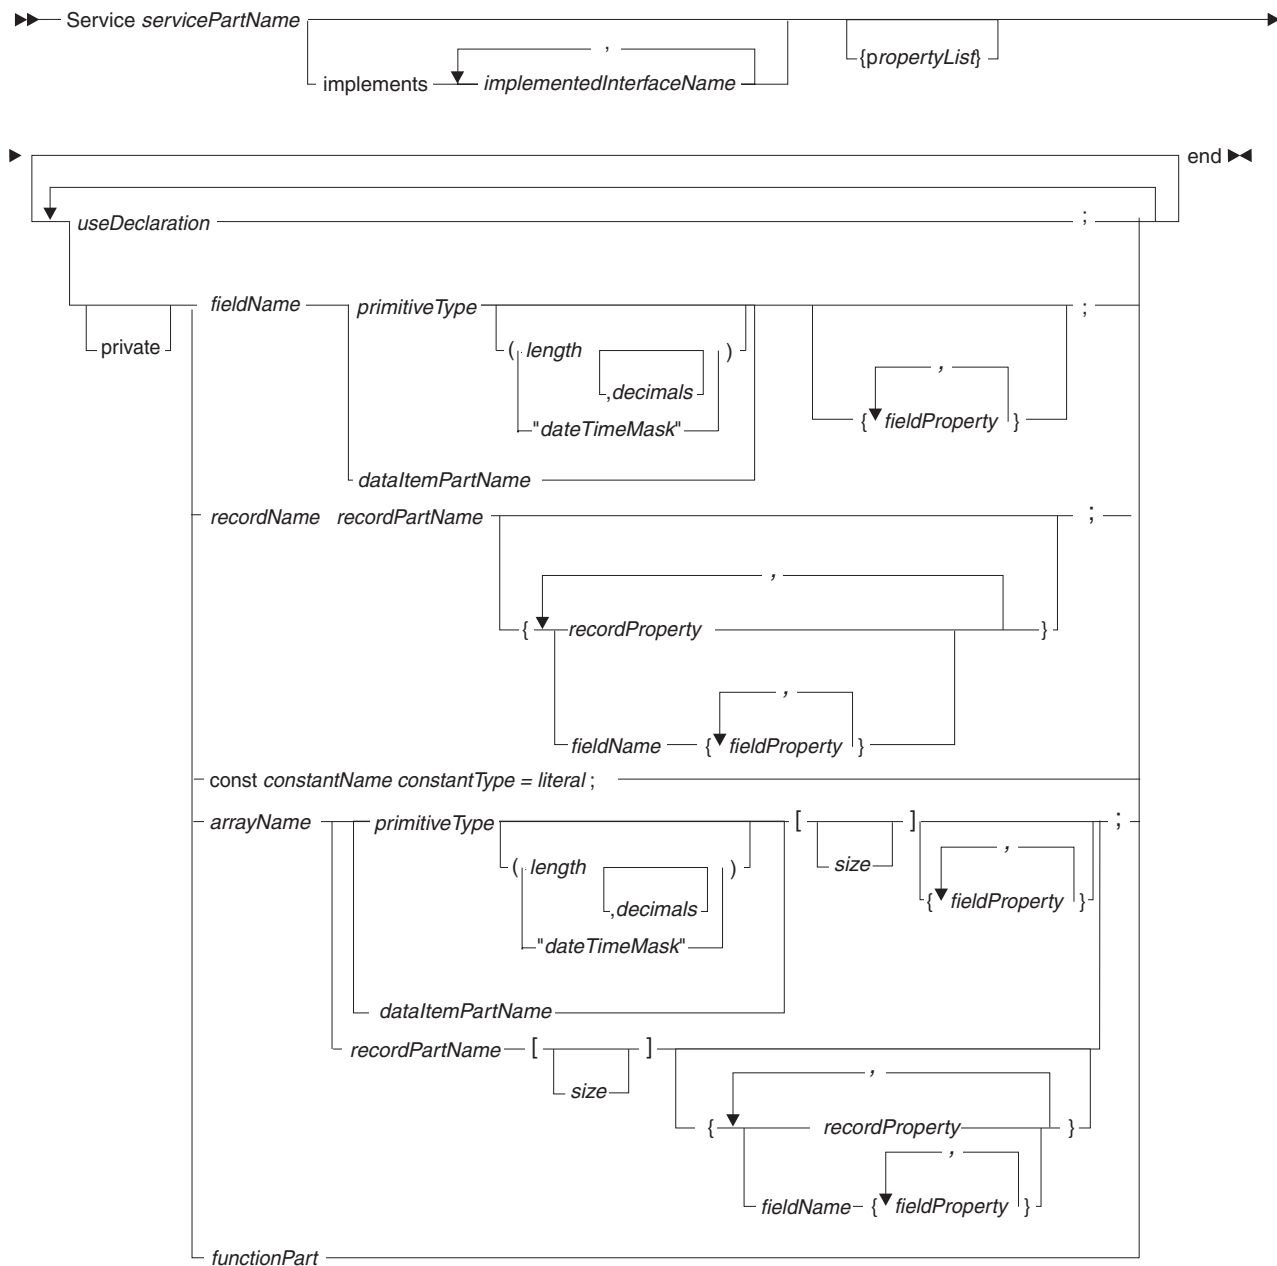 Service servicePartName
,
implements implementedInterfaceName
{propertyList}
end
useDeclaration ;
private
fieldName primitiveType ;
( length )
,decimals
"dateTimeMask"
,
{ fieldProperty }
dataItemPartName
recordName recordPartName ;
,
{ recordProperty }
,
fieldName { fieldProperty }
const constantName constantType = literal ;
arrayName primitiveType [ ] ;
size
( length )
,decimals
"dateTimeMask"
,
{ fieldProperty }
dataItemPartName
recordPartName [ ]
size
,
{ recordProperty }
,
fieldName { fieldProperty }
functionPart